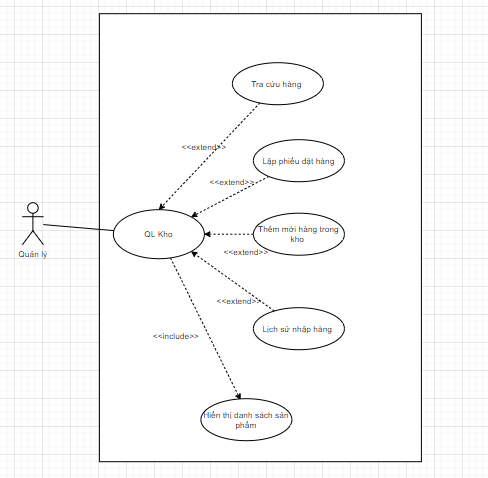 Tra cứu hàng
<<extend>>
Lập phiếu đặt hàng
<<extend>>
Thêm mới hàng trong
kho
QL Kho
<<extend>>
Quản lý
<<extend>>
Lịch sử nhập hàng
<<include>>
Hiển thị danh sách sản
phẩm